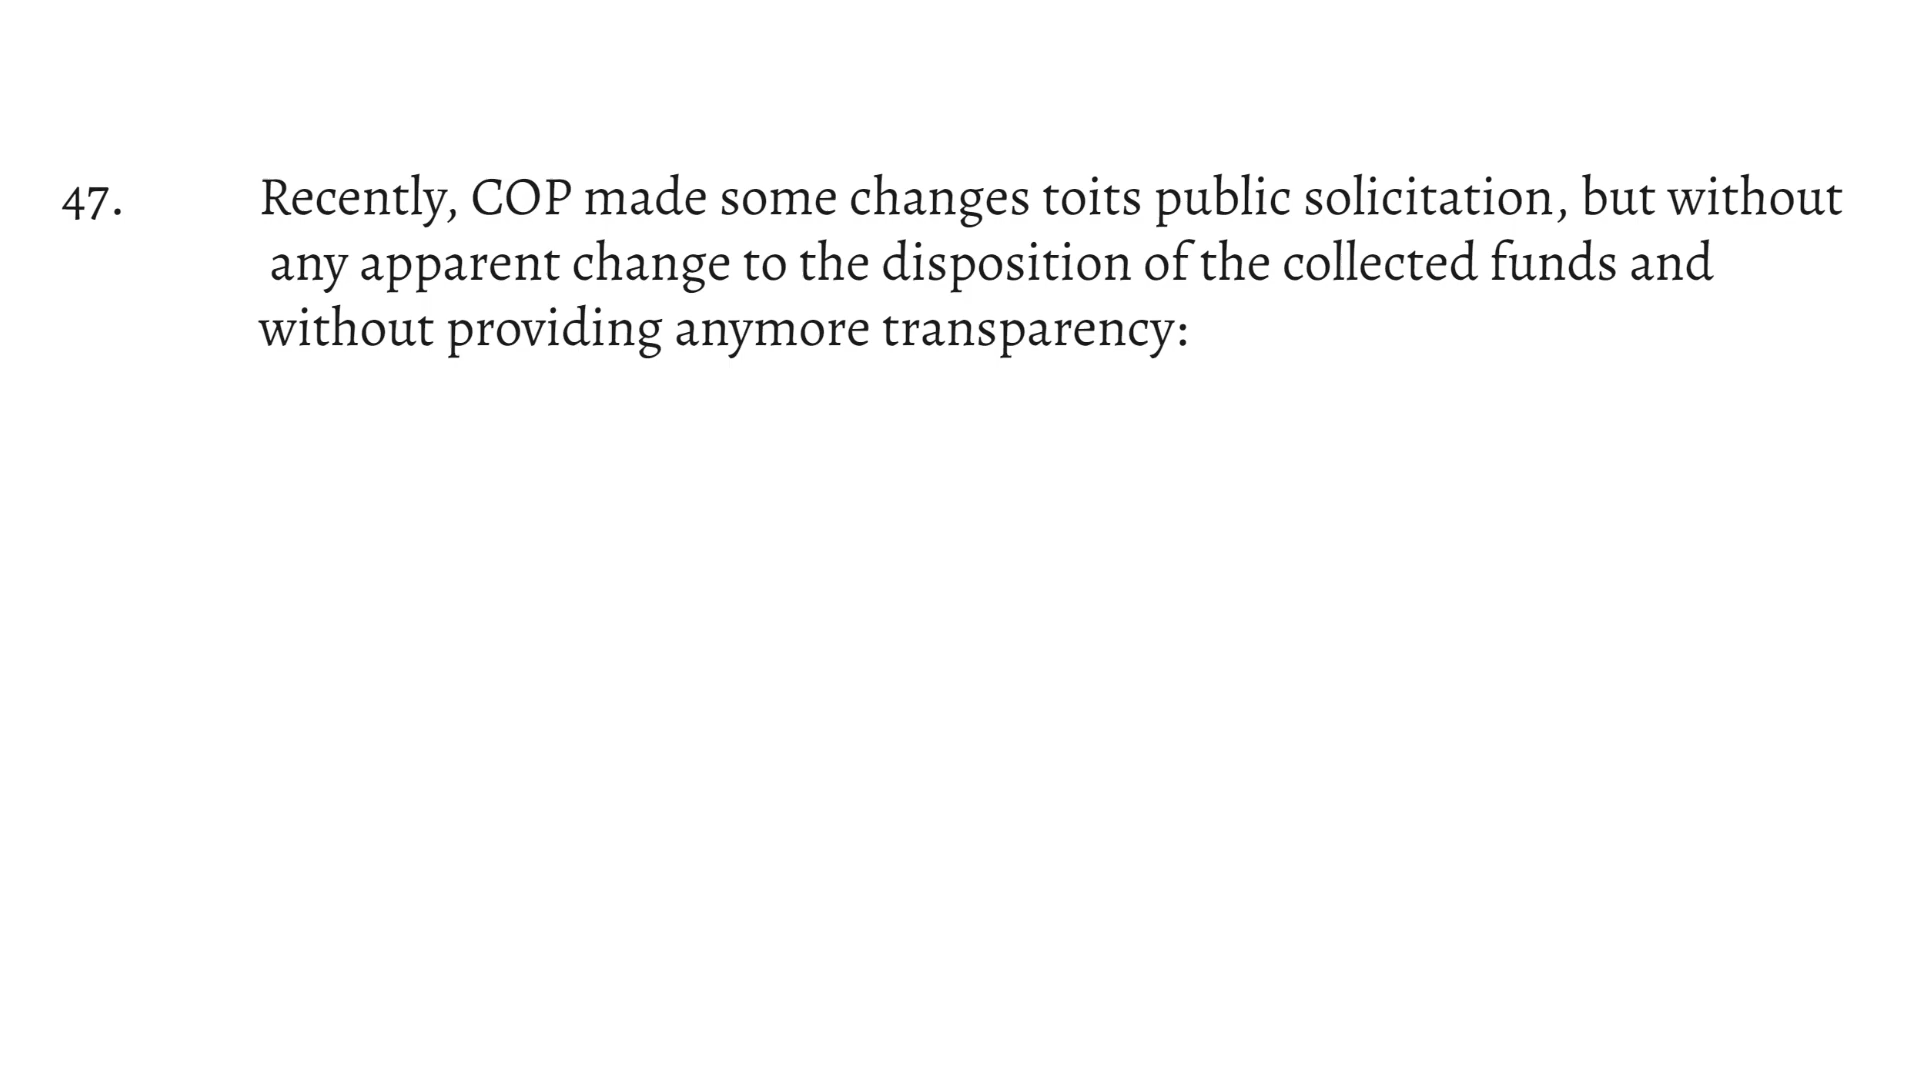 47. Recently, COP made some changes toits public solicitation, but without
any apparent change to the disposition of the collected funds and
without providing anymore transparency: